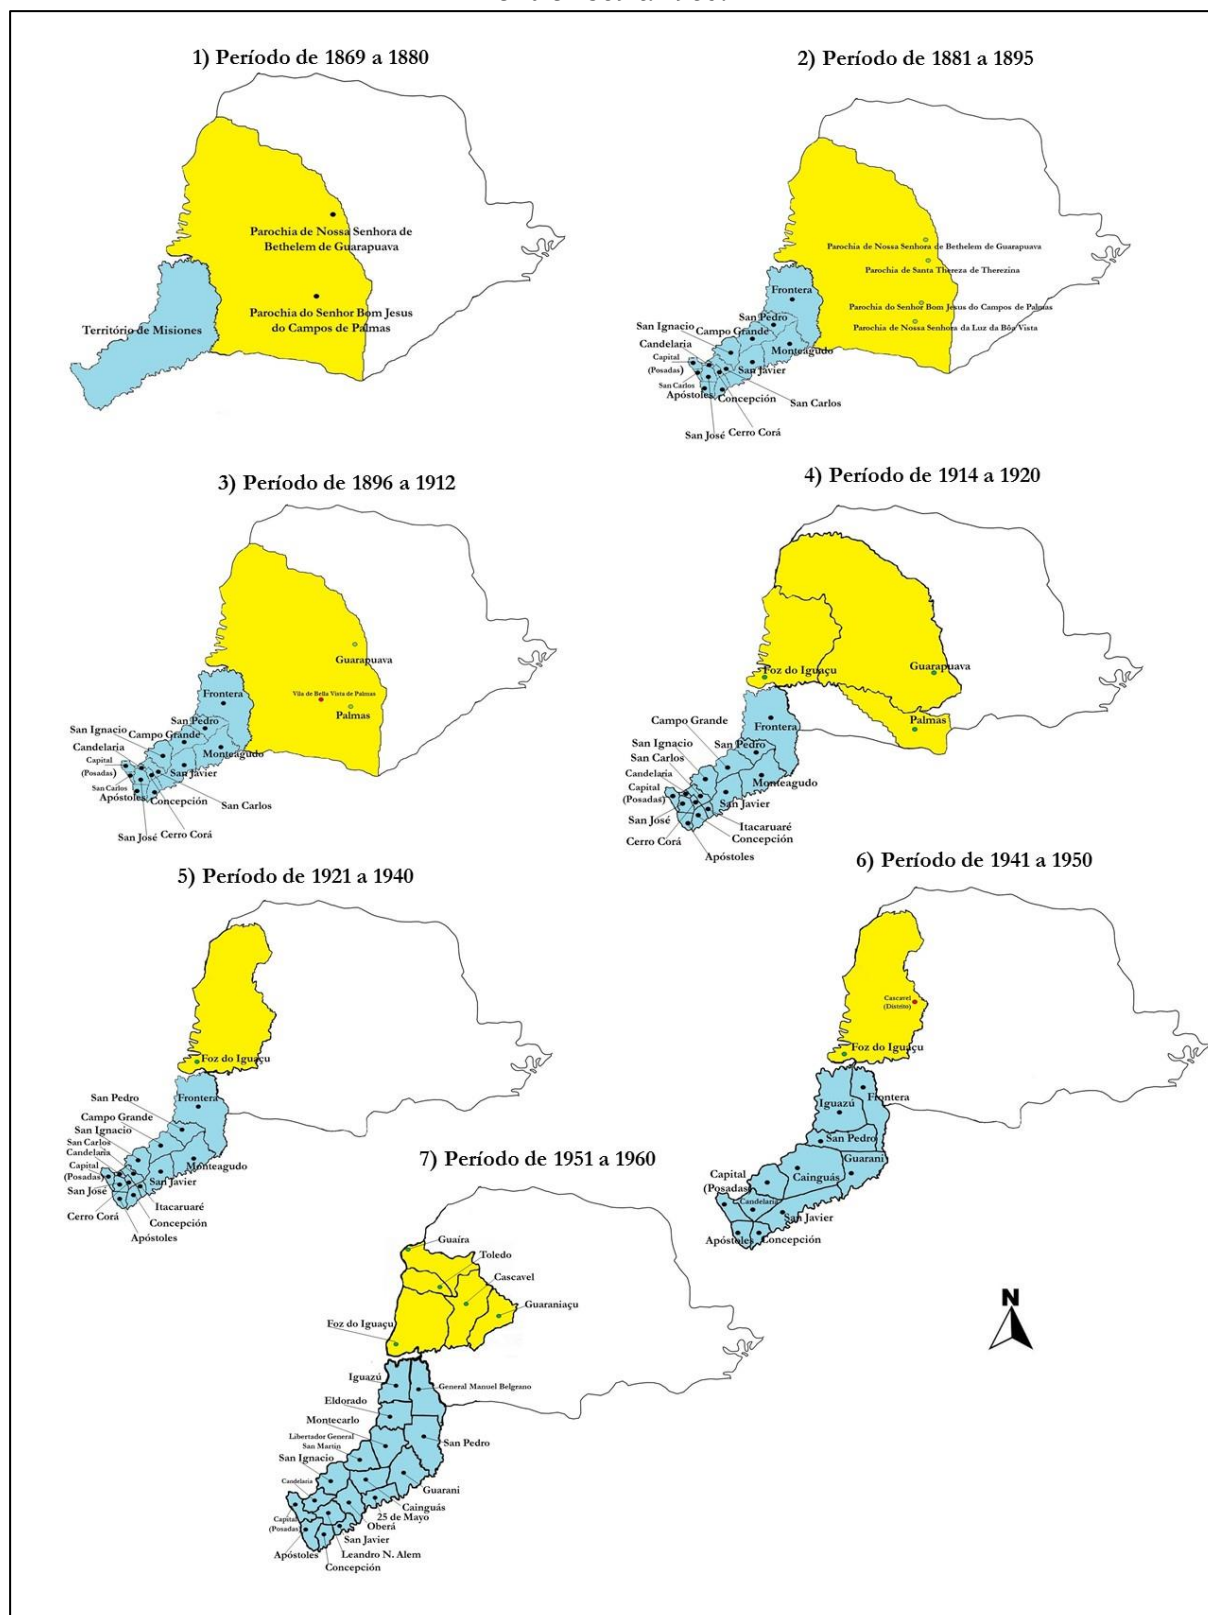 1) Período de 1869 a 1880
Parochia de Nossa Senhora de
Bethelem de Guarapuava
Parochia do Senhor Bom Jesus
do Campos de Palmas
Território de Misiones
2) Período de 1881 a 1895
Parochia de Nossa Senhora de Bethelem de Guarapuava
Parochia de Santa Thereza de Therezina
Parochia do Senhor Bom Jesus do Campos de Palmas
Parochia de Nossa Senhora da Luz da Bôa Vista
Frontera
San Pedro
San Ignacio
Campo Grande
Candelaria
Monteagudo
Capital
(Posadas)
San Javier
San Carlos
Apóstoles
Concepción
San Carlos
San José
Cerro Corá
3) Período de 1896 a 1912
Guarapuava
Vila de Bella Vista de Palmas
Palmas
Frontera
San Pedro
San Ignacio
Campo Grande
Candelaria
Monteagudo
Capital
(Posadas)
San Javier
San Carlos
Apóstoles
Concepción
San Carlos
San José
Cerro Corá
4) Período de 1914 a 1920
Foz do Iguaçu
Guarapuava
Palmas
Campo Grande
Frontera
San Ignacio
San Pedro
San Carlos
Candelaria
Monteagudo
Capital
(Posadas)
San Javier
San José
Itacaruaré
Cerro Corá
Concepción
Apóstoles
5) Período de 1921 a 1940
Foz do Iguaçu
San Pedro
Frontera
Campo Grande
San Ignacio
San Carlos
Candelaria
Capital
(Posadas)
Monteagudo
San Javier
San José
Itacaruaré
Cerro Corá
Concepción
Apóstoles
6) Período de 1941 a 1950
Cascavel
(Distrito)
Foz do Iguaçu
Iguazú
Frontera
San Pedro
Guarani
Capital
(Posadas)
Cainguás
Candelaria
San Javier
Apóstoles
Concepción
7) Período de 1951 a 1960
Guaíra
Toledo
Cascavel
Guaraniaçu
Foz do Iguaçu
Iguazú
General Manuel Belgrano
Eldorado
Montecarlo
Libertador General
San Martín
San Pedro
San Ignacio
Candelaria
Guarani
Cainguás
25 de Mayo
Capital
(Posadas)
Oberá
San Javier
Apóstoles
Leandro N. Alem
Concepción
N